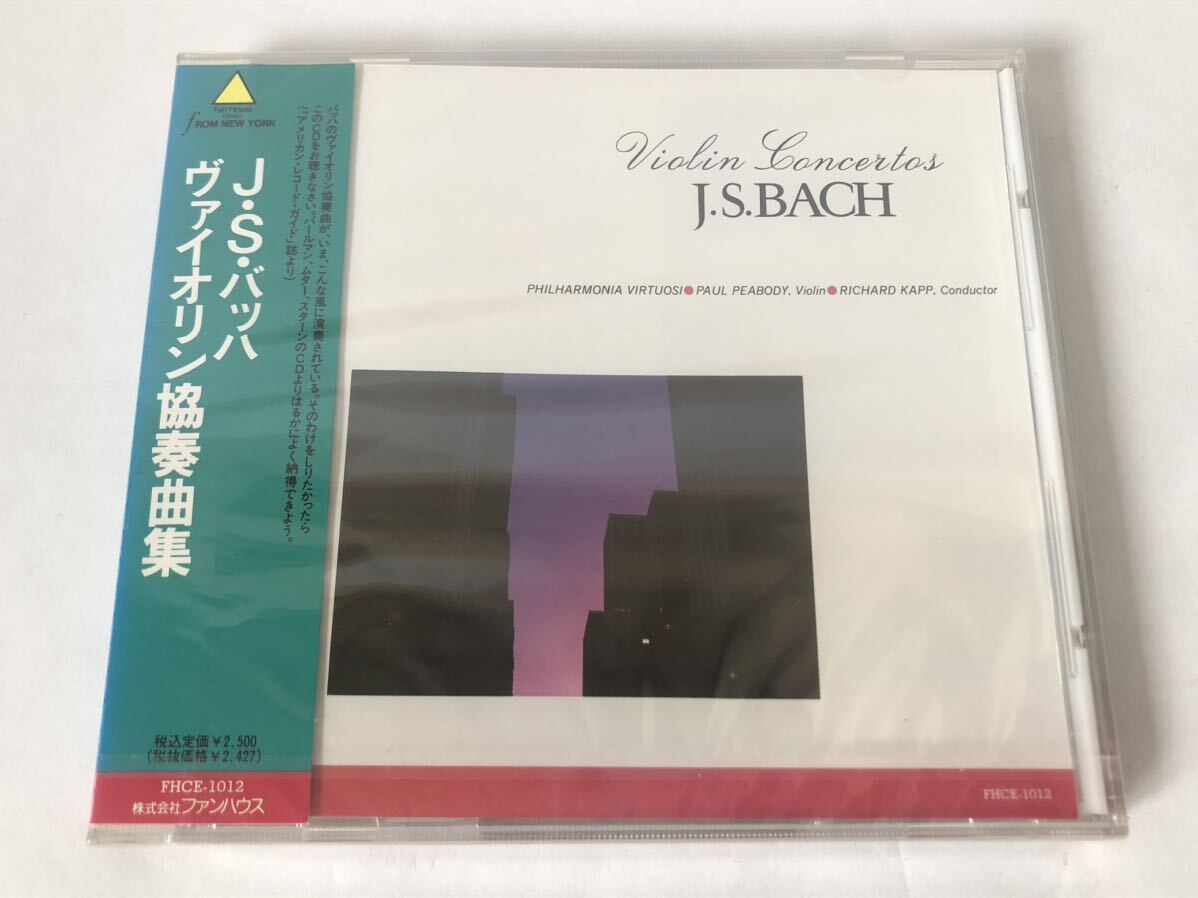 Fun House
Classics
fROM NEW YORK
J・S・バッハ
ヴァイオリン協奏曲集
バッハのヴァイオリン協奏曲が、いま、こんな風に演奏されている。そのわけをしりたかったら
このCDをお聴きなさい。パールマン、ムター、スターンのCDよりはるかによく納得できよう。
(「アメリカン・レコード・ガイド」誌より)
税込定価¥2,500
(税抜価格¥2,427)
FHCE-1012
株式会社ファンハウス
Violin Concertos
J.S.BACH
PHILHARMONIA VIRTUOSI●PAUL PEABODY, Violin●RICHARD KAPP, Conductor
FHCE-1012